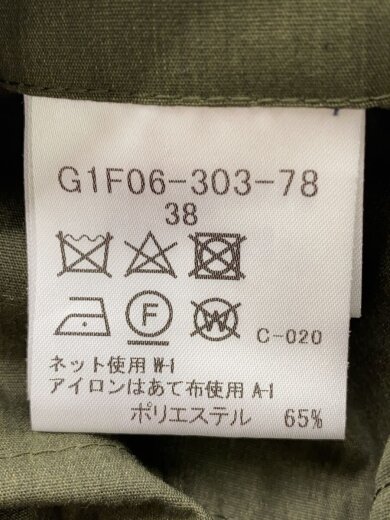 G1F06-303-78
38
F W C-020
ネット使用 W-1
アイロンはあて布使用 A-1
ポリエステル 65%